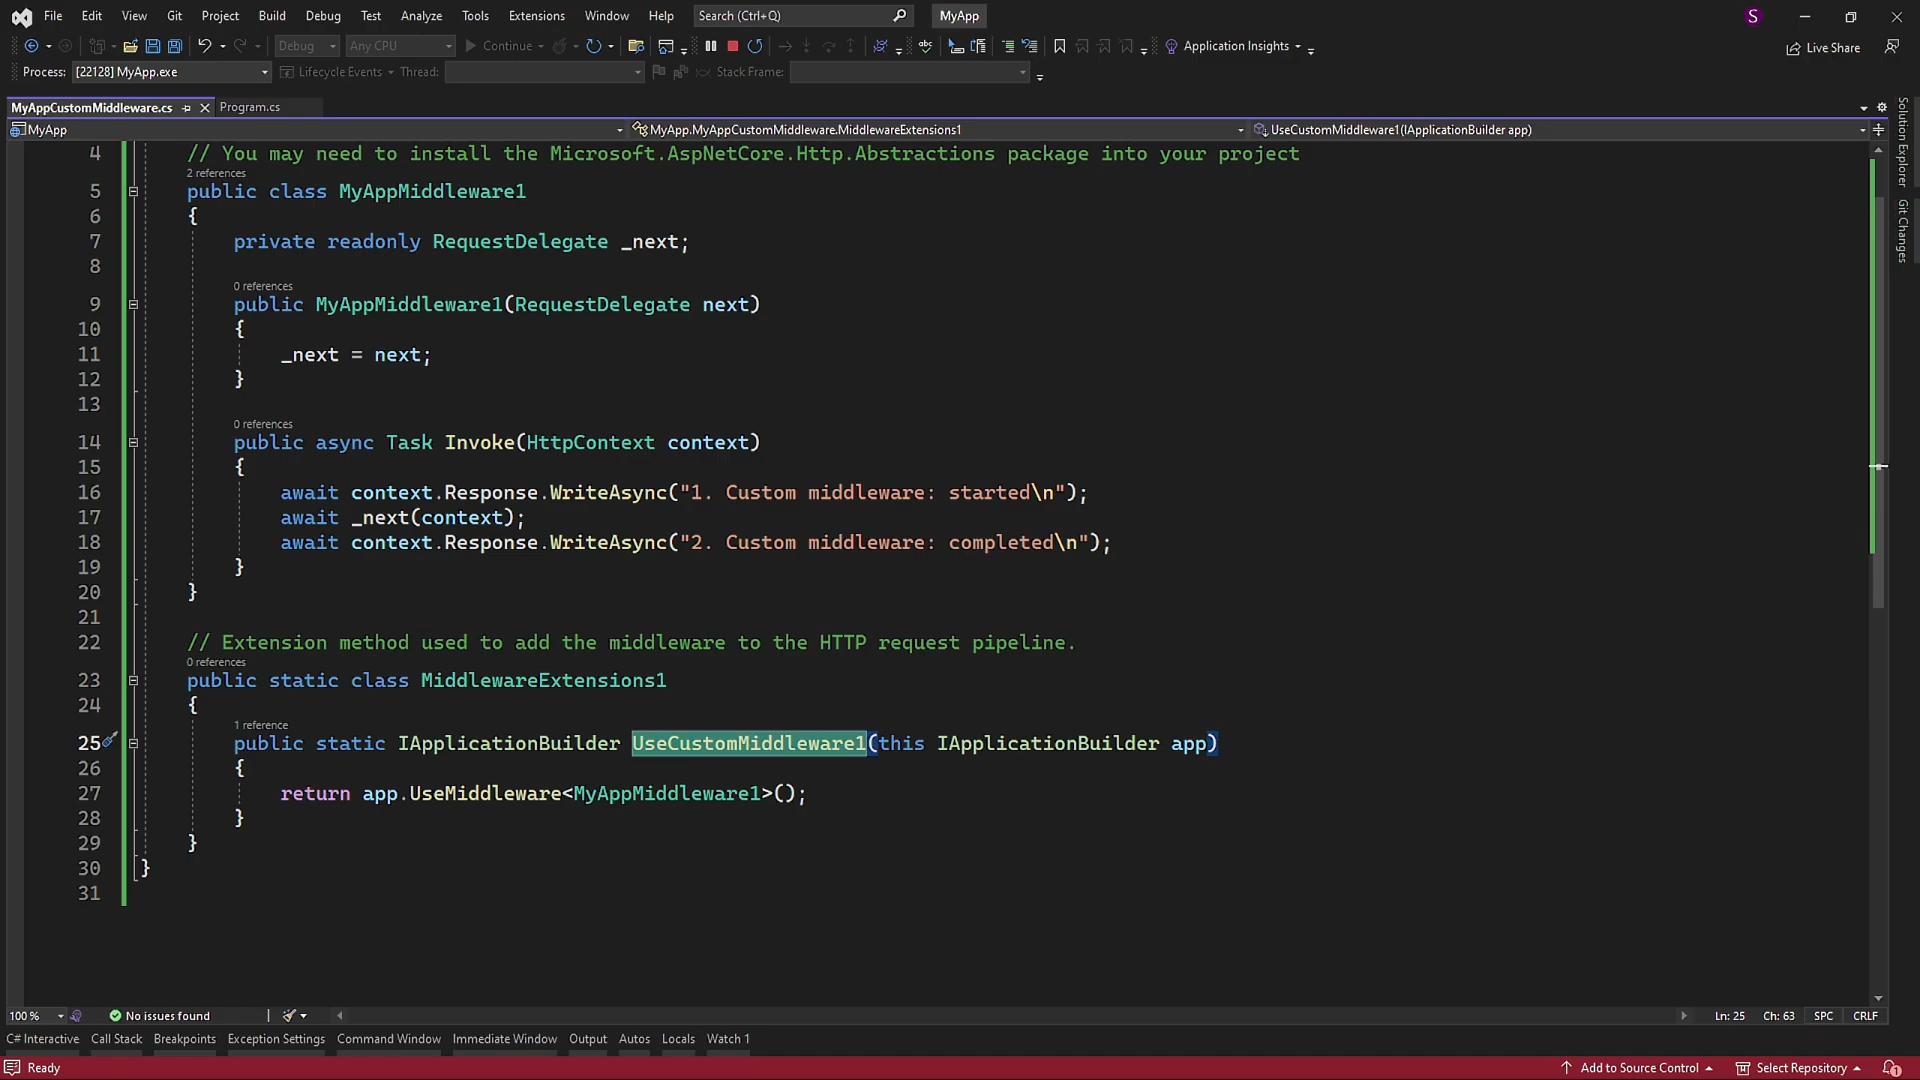 File Edit View Git Project Build Debug Test Analyze Tools Extensions Window Help Search (Ctrl+Q) MyApp S
Debug Any CPU Continue Application Insights Live Share
Process: [22128] MyApp.exe Lifecycle Events Thread: Stack Frame:
MyAppCustomMiddleware.cs Program.cs
MyApp MyApp.MyAppCustomMiddleware.MiddlewareExtensions1 UseCustomMiddleware1(IApplicationBuilder app)
4 // You may need to install the Microsoft.AspNetCore.Http.Abstractions package into your project
2 references
5 public class MyAppMiddleware1
6 {
7 private readonly RequestDelegate _next;
8
0 references
9 public MyAppMiddleware1(RequestDelegate next)
10 {
11 _next = next;
12 }
13
0 references
14 public async Task Invoke(HttpContext context)
15 {
16 await context.Response.WriteAsync("1. Custom middleware: started\n");
17 await _next(context);
18 await context.Response.WriteAsync("2. Custom middleware: completed\n");
19 }
20 }
21
22 // Extension method used to add the middleware to the HTTP request pipeline.
0 references
23 public static class MiddlewareExtensions1
24 {
1 reference
25 public static IApplicationBuilder UseCustomMiddleware1(this IApplicationBuilder app)
26 {
27 return app.UseMiddleware<MyAppMiddleware1>();
28 }
29 }
30 }
31
Solution Explorer
Git Changes
100 % No issues found Ln: 25 Ch: 63 SPC CRLF
C# Interactive Call Stack Breakpoints Exception Settings Command Window Immediate Window Output Autos Locals Watch 1
Ready Add to Source Control Select Repository 1